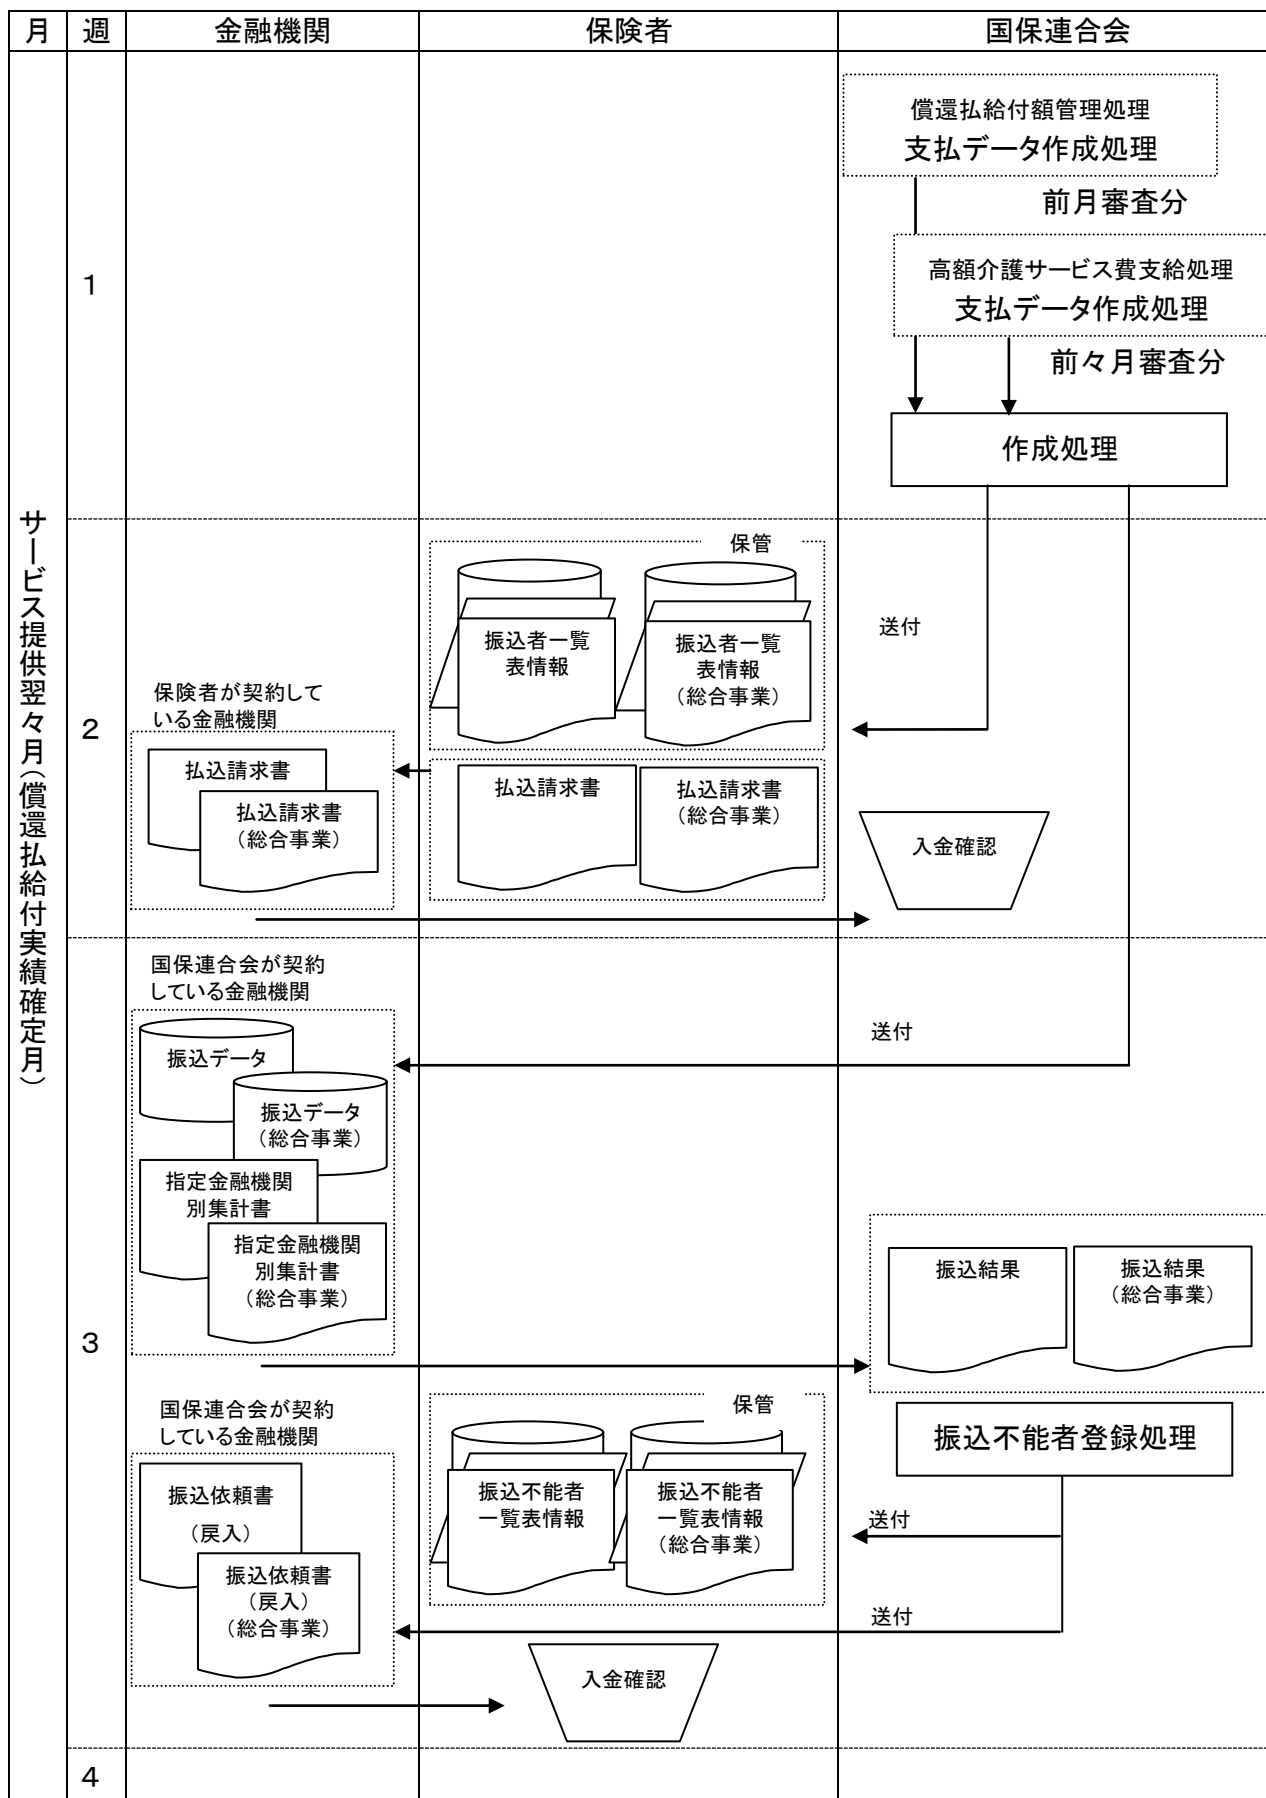 月
週
金融機関
保険者
国保連合会
サービス提供翌々月（償還払給付実績確定月）
1
償還払給付額管理処理
支払データ作成処理
前月審査分
高額介護サービス費支給処理
支払データ作成処理
前々月審査分
作成処理
2
保管
振込者一覧
表情報
振込者一覧
表情報
（総合事業）
送付
保険者が契約して
いる金融機関
払込請求書
払込請求書
（総合事業）
払込請求書
払込請求書
（総合事業）
入金確認
3
国保連合会が契約
している金融機関
送付
振込データ
振込データ
（総合事業）
指定金融機関
別集計書
指定金融機関
別集計書
（総合事業）
振込結果
振込結果
（総合事業）
国保連合会が契約
している金融機関
保管
振込不能者登録処理
振込依頼書
（戻入）
振込依頼書
（戻入）
（総合事業）
振込不能者
一覧表情報
振込不能者
一覧表情報
（総合事業）
送付
送付
入金確認
4